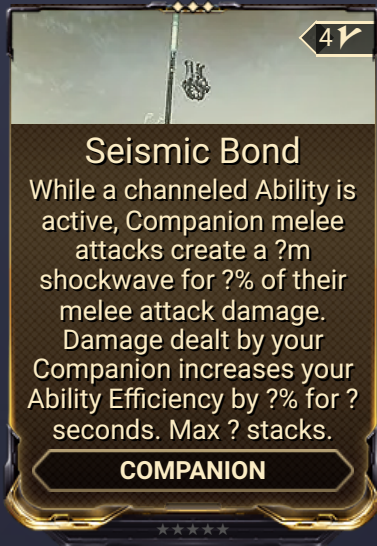 4
Seismic Bond
While a channeled Ability is
active, Companion melee
attacks create a ?m
shockwave for ?% of their
melee attack damage.
Damage dealt by your
Companion increases your
Ability Efficiency by ?% for ?
seconds. Max ? stacks.
COMPANION